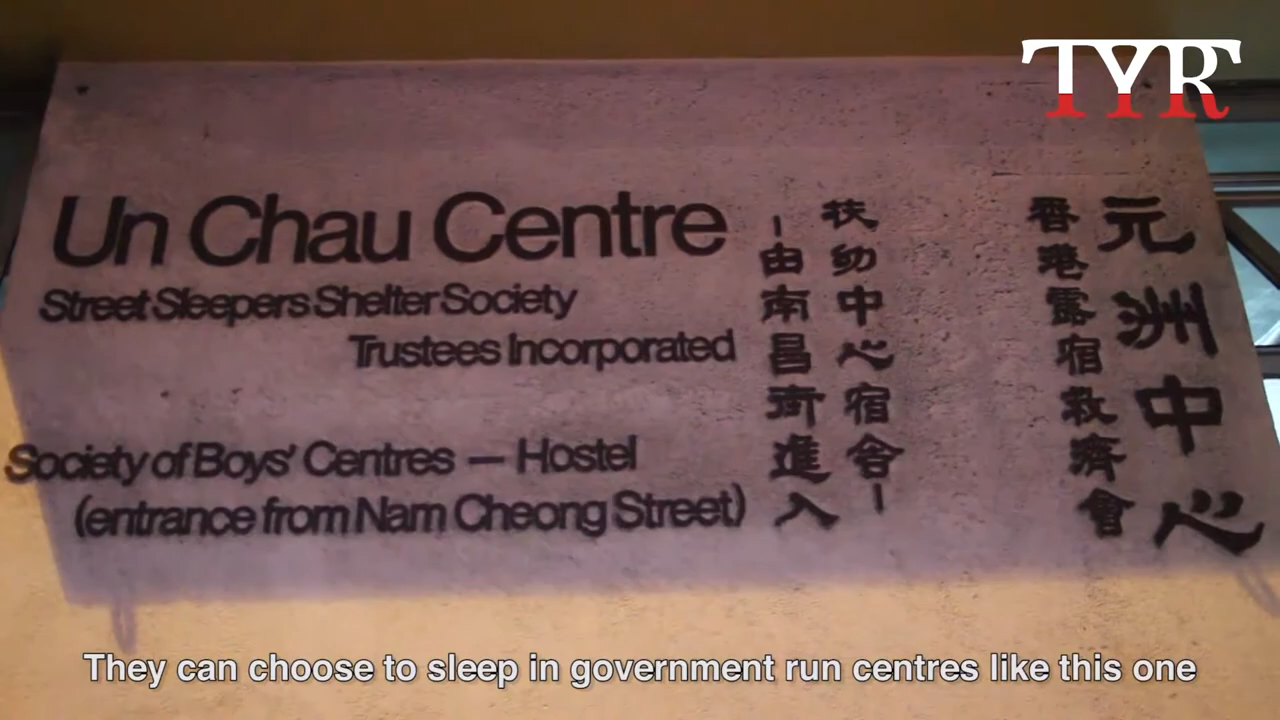 TYR
Un Chau Centre
Street Sleepers Shelter Society
Trustees Incorporated
Society of Boys' Centres — Hostel
(entrance from Nam Cheong Street)
元洲中心
香港露宿救濟會
扶幼中心宿舍-
-由南昌街進入
They can choose to sleep in government run centres like this one